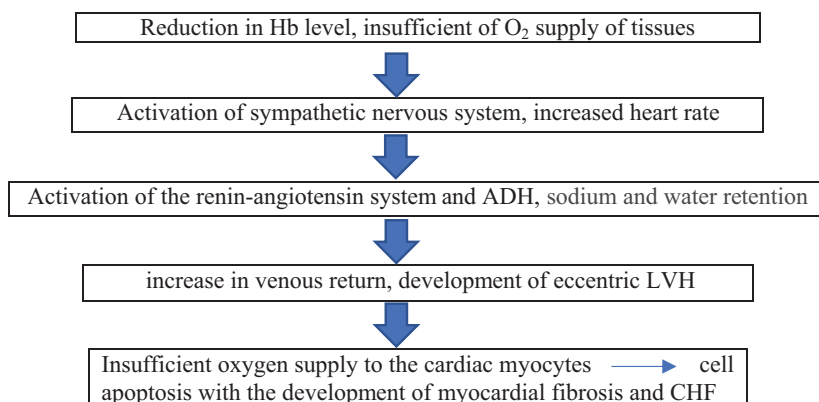 Reduction in Hb level, insufficient of O₂ supply of tissues
Activation of sympathetic nervous system, increased heart rate
Activation of the renin-angiotensin system and ADH, sodium and water retention
increase in venous return, development of eccentric LVH
Insufficient oxygen supply to the cardiac myocytes → cell
apoptosis with the development of myocardial fibrosis and CHF